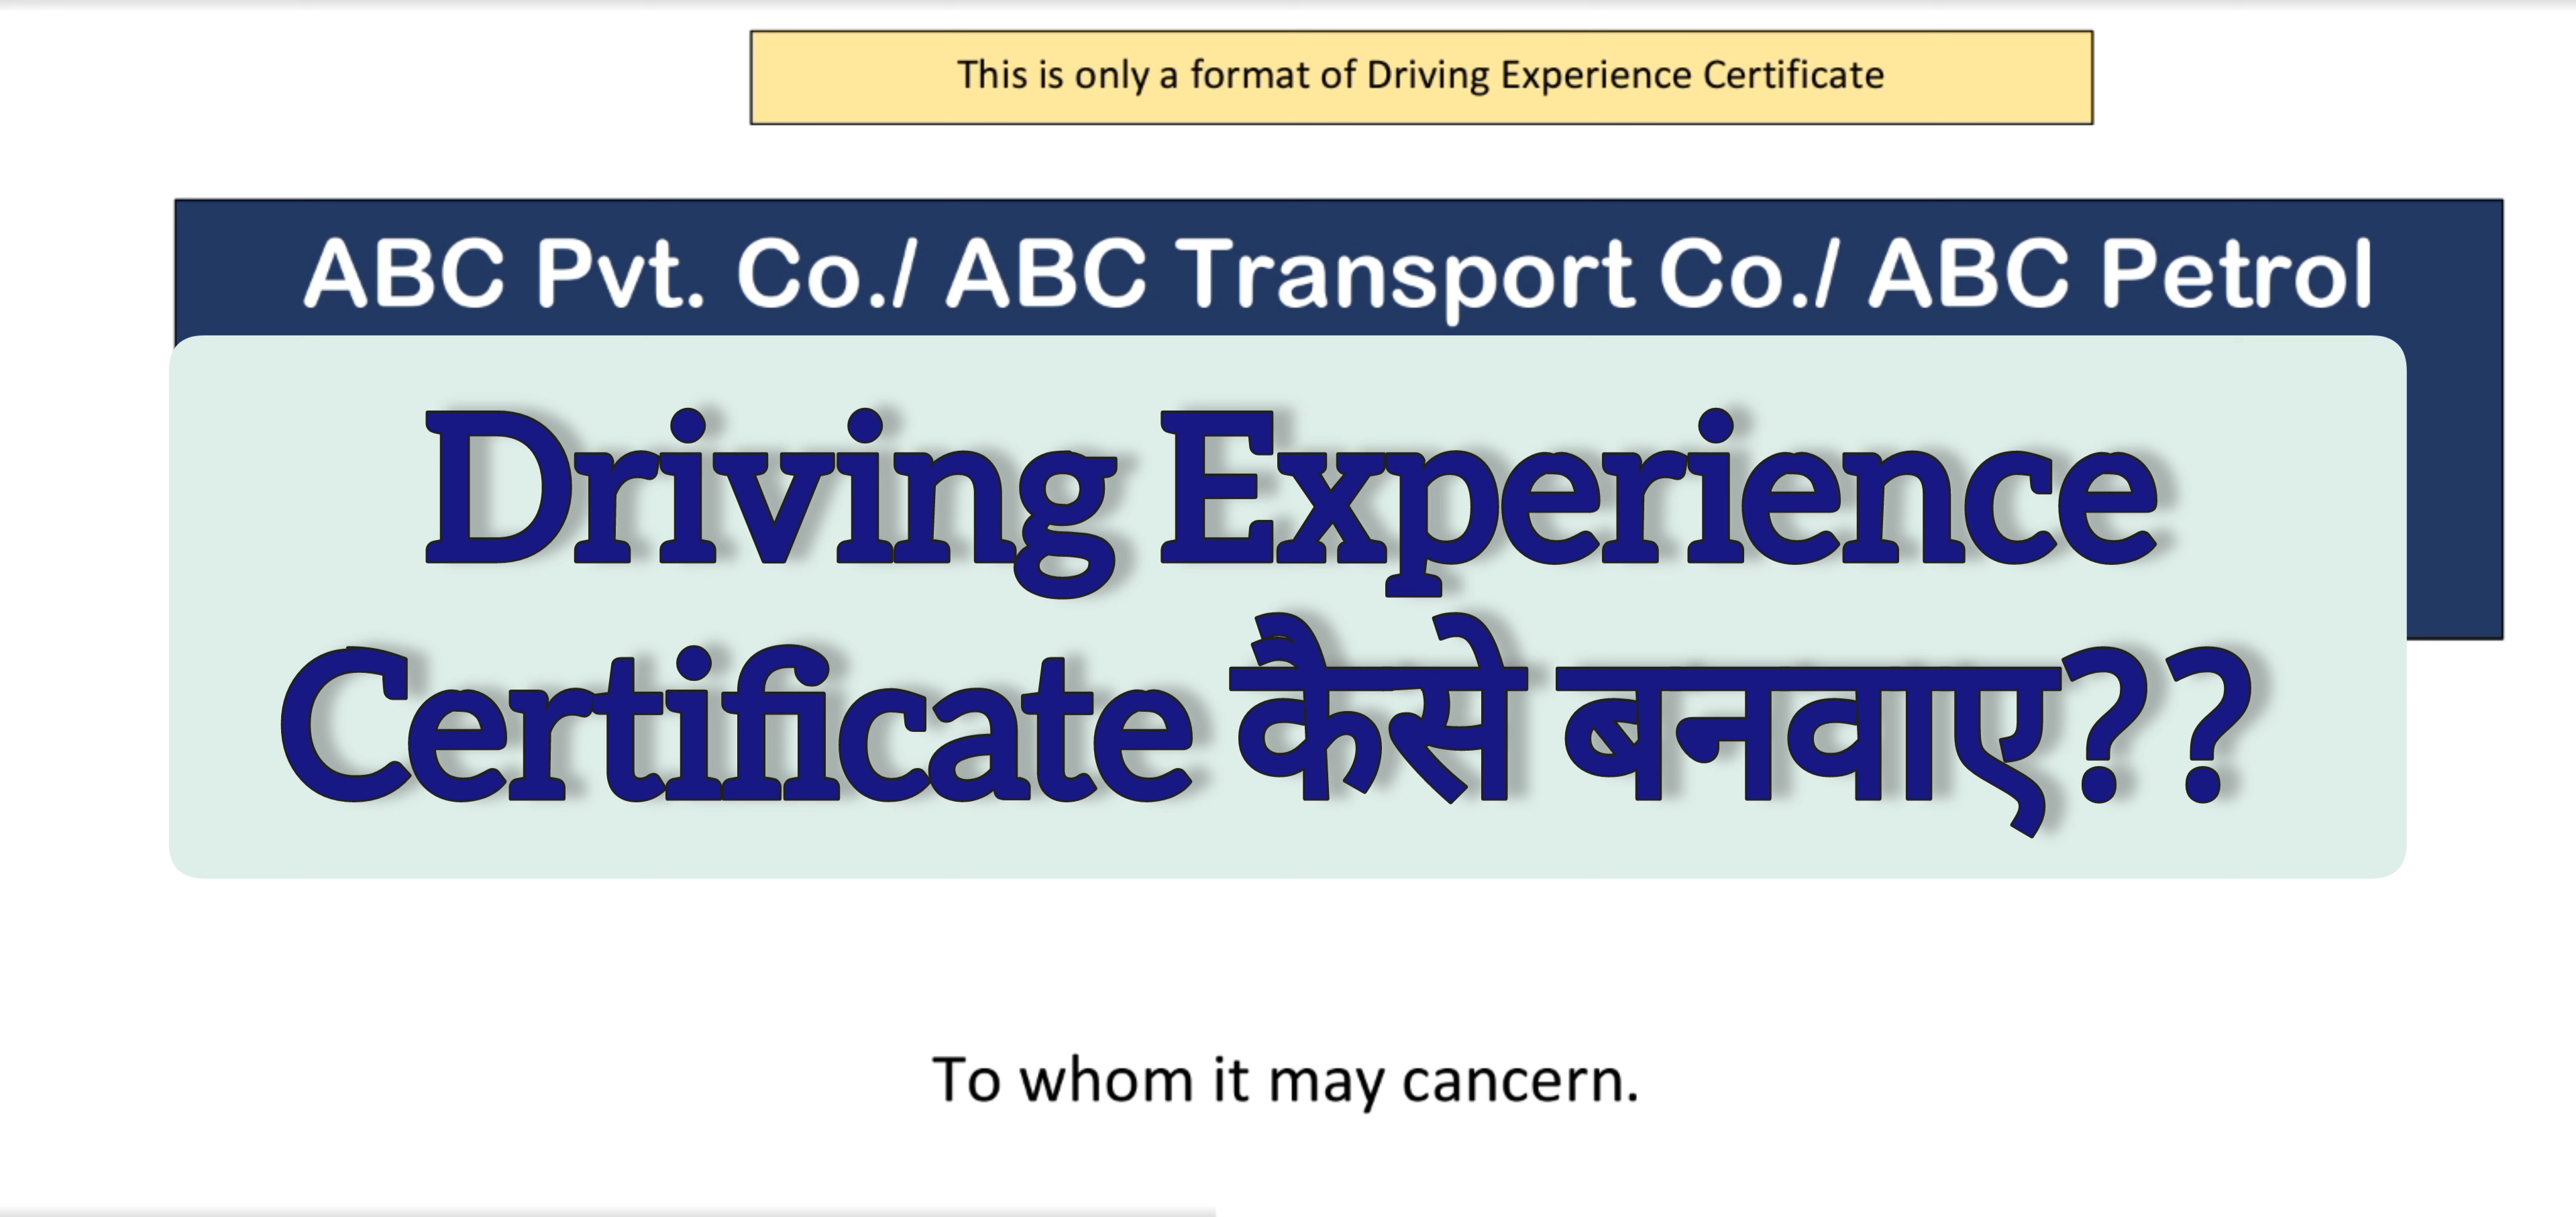 This is only a format of Driving Experience Certificate
ABC Pvt. Co./ ABC Transport Co./ ABC Petrol
Driving Experience
Certificate कैसे बनवाए??
To whom it may cancern.